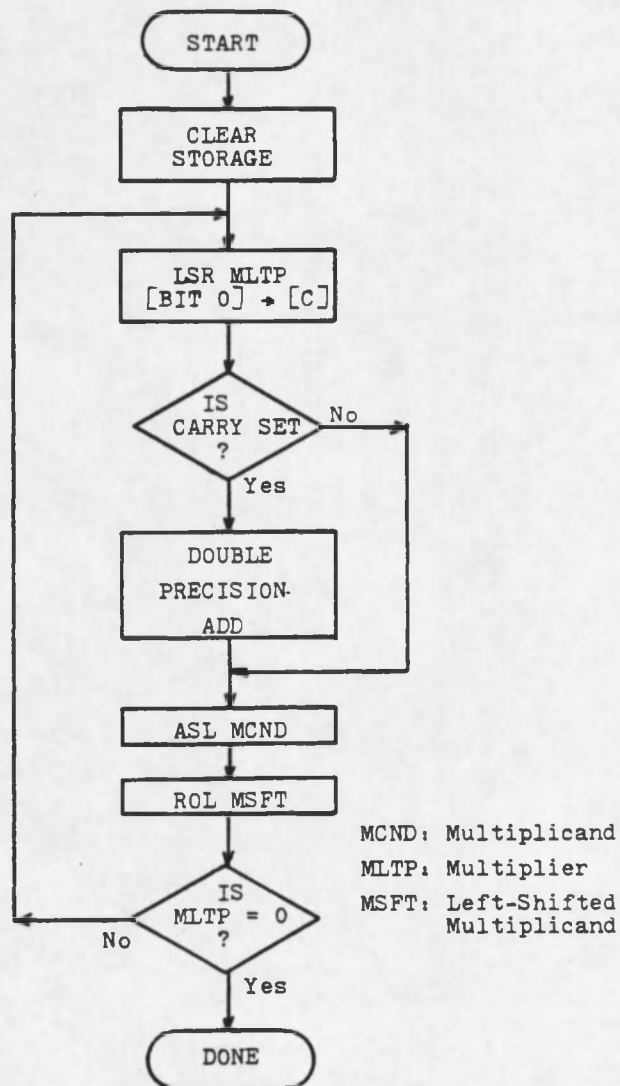 START
CLEAR
STORAGE
LSR MLTP
[BIT 0] → [C]
IS
CARRY SET
?
No
Yes
DOUBLE
PRECISION-
ADD
ASL MCND
ROL MSFT
IS
MLTP = 0
?
No
Yes
DONE
MCND: Multiplicand
MLTP: Multiplier
MSFT: Left-Shifted
Multiplicand